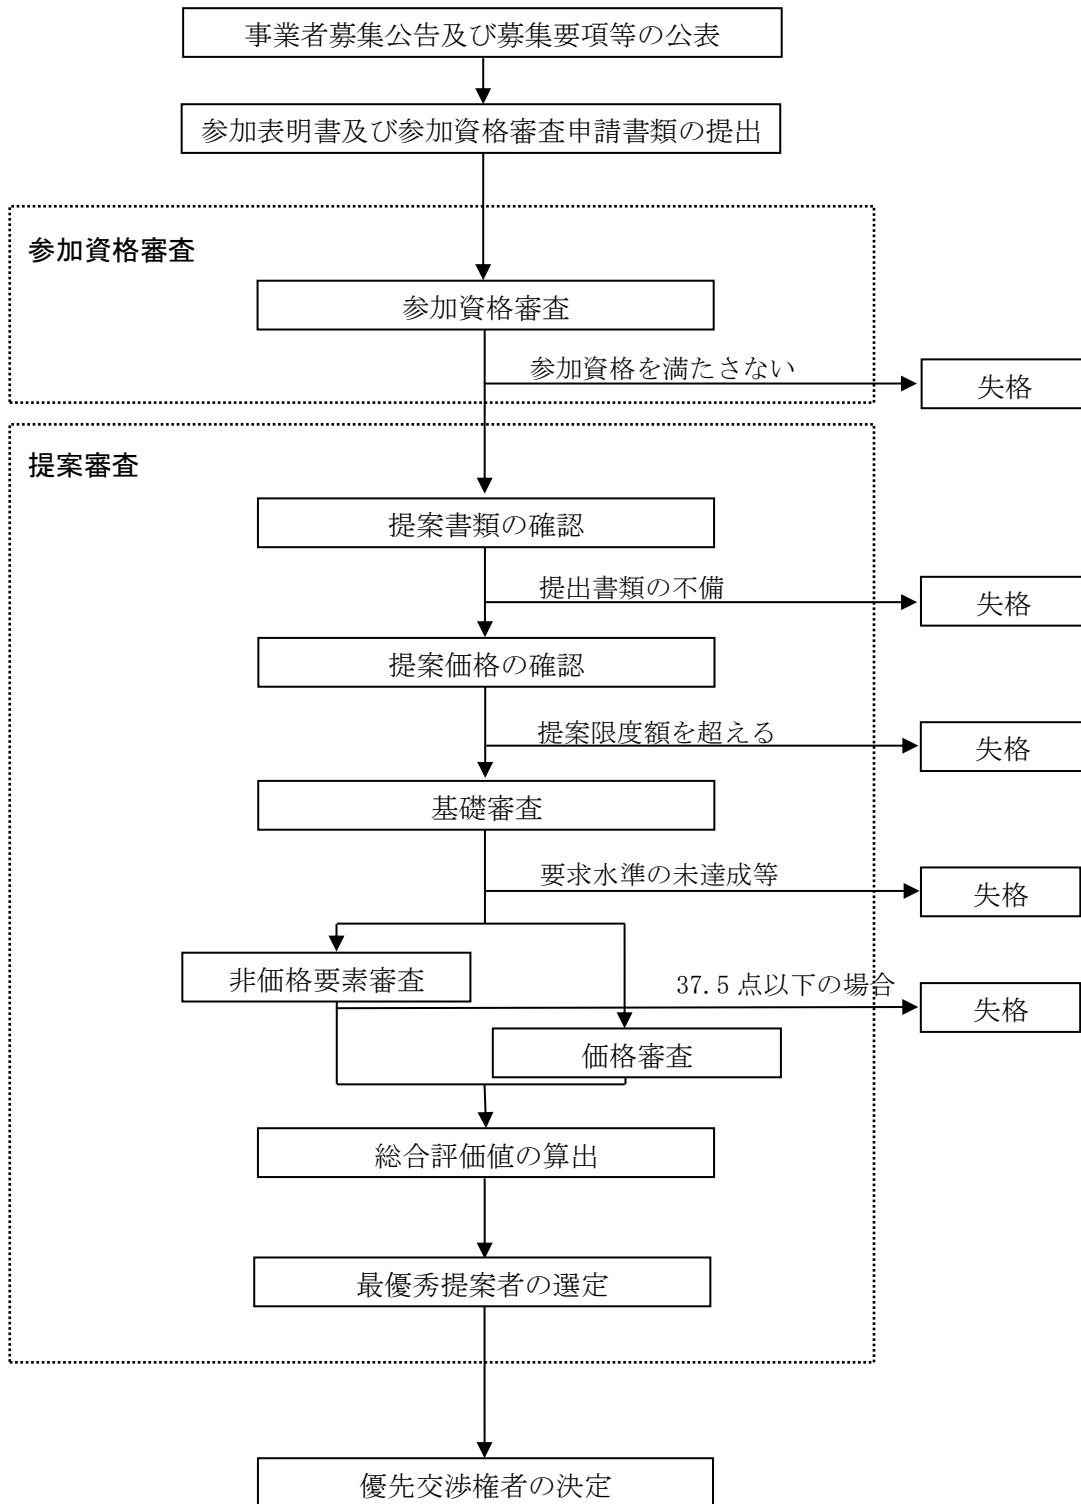 事業者募集公告及び募集要項等の公表
参加表明書及び参加資格審査申請書類の提出
参加資格審査
参加資格審査
参加資格を満たさない
失格
提案審査
提案書類の確認
提出書類の不備
失格
提案価格の確認
提案限度額を超える
失格
基礎審査
要求水準の未達成等
失格
非価格要素審査
37.5点以下の場合
失格
価格審査
総合評価値の算出
最優秀提案者の選定
優先交渉権者の決定